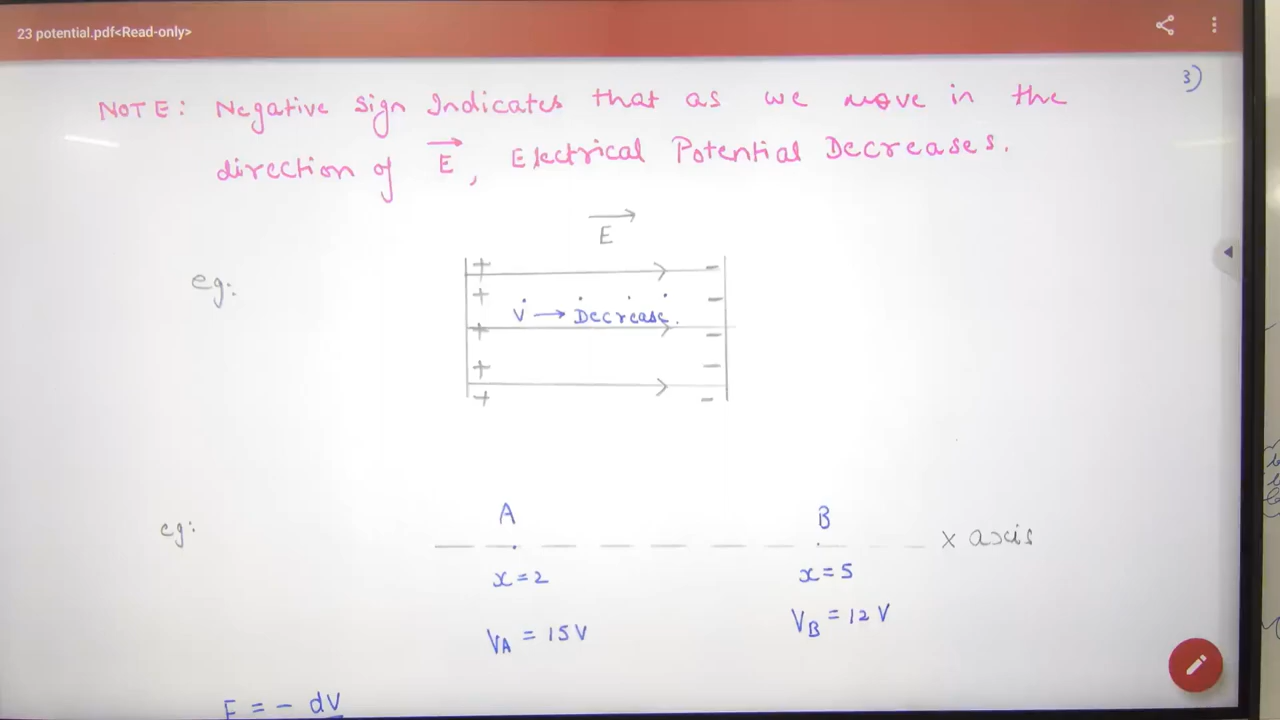 23 potential.pdf<Read-only>
3)
NOTE: Negative sign Indicates that as we move in the
direction of E, Electrical Potential Decreases.
E
eg:
+ -
+ -
V → Decrease.
+ -
+ -
+ -
A B
eg:
x axis
x=2 x=5
VA = 15V VB = 12 V
E = - dV